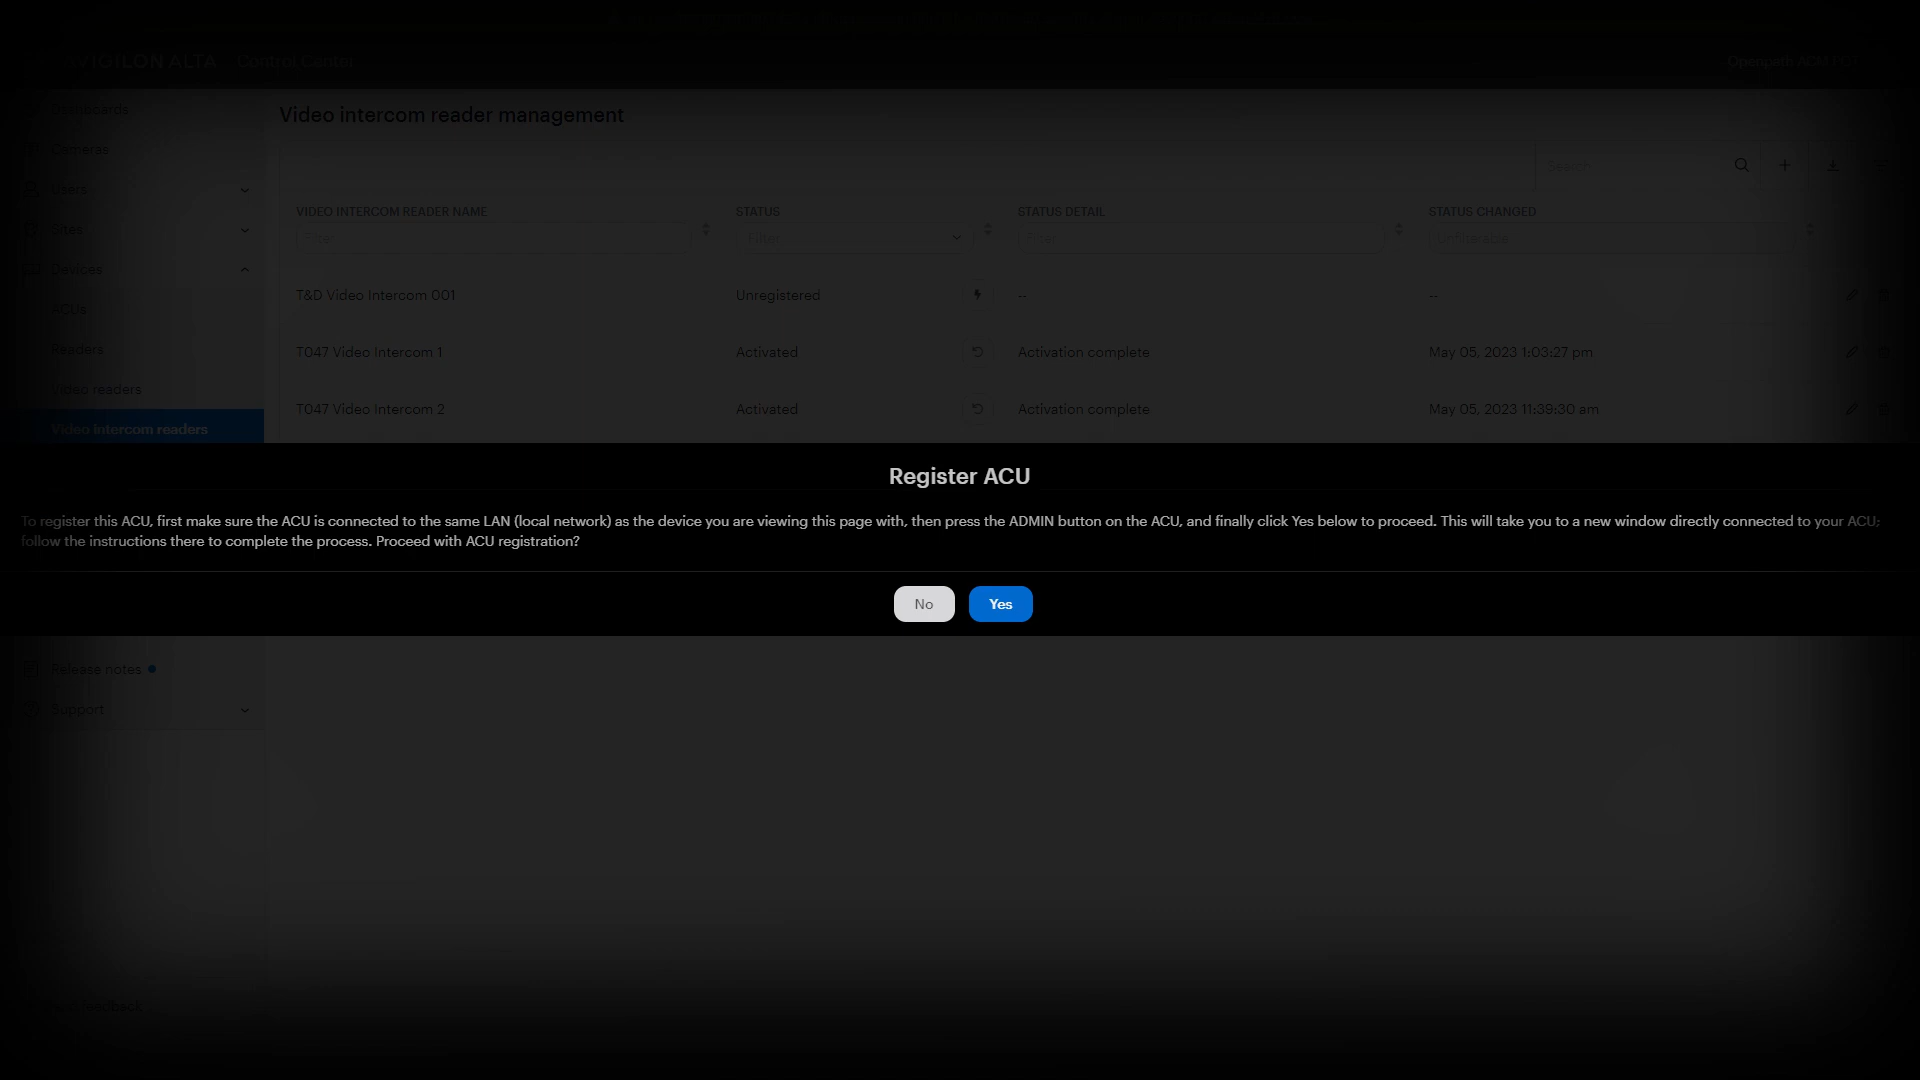 AVIGILON ALTA Control Center
Dashboards
Video intercom reader management
Cameras
Search
Users
VIDEO INTERCOM READER NAME STATUS STATUS DETAIL STATUS CHANGED
Sites
Filter Filter Filter Unfilterable
Devices
T&D Video Intercom 001 Unregistered -- --
ACUs
Readers
T047 Video Intercom 1 Activated Activation complete May 05, 2023 1:03:27 pm
Video readers
T047 Video Intercom 2 Activated Activation complete May 05, 2023 11:39:30 am
Video intercom readers
Register ACU
To register this ACU, first make sure the ACU is connected to the same LAN (local network) as the device you are viewing this page with, then press the ADMIN button on the ACU, and finally click Yes below to proceed. This will take you to a new window directly connected to your ACU;
follow the instructions there to complete the process. Proceed with ACU registration?
No Yes
Release notes
Support
feedback